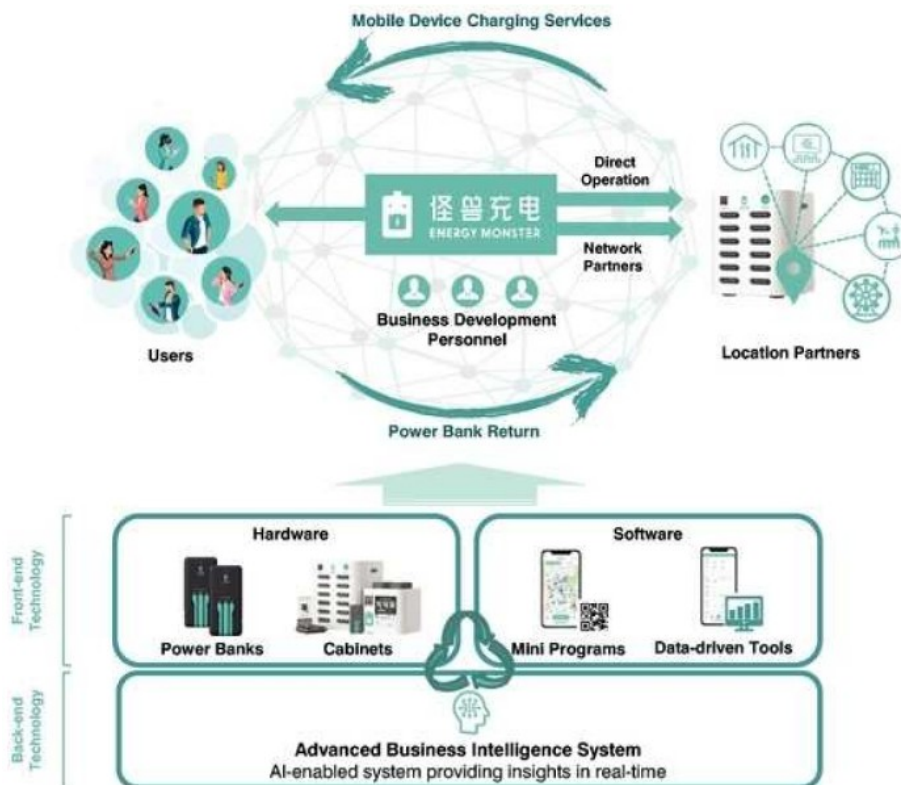 Mobile Device Charging Services
Direct
Operation
怪兽充电
ENERGY MONSTER
Network
Partners
Business Development
Personnel
Users
Location Partners
Power Bank Return
Front-end
Technology
Hardware
Software
Power Banks
Cabinets
Mini Programs
Data-driven Tools
Back-end
Technology
Advanced Business Intelligence System
AI-enabled system providing insights in real-time